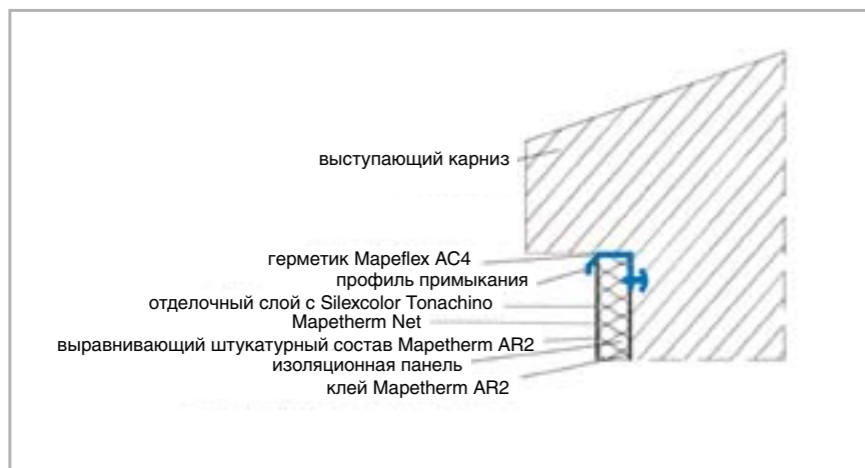 выступающий карниз
герметик Mapeflex AC4
профиль примыкания
отделочный слой с Silexcolor Tonachino
Mapetherm Net
выравнивающий штукатурный состав Mapetherm AR2
изоляционная панель
клей Mapetherm AR2